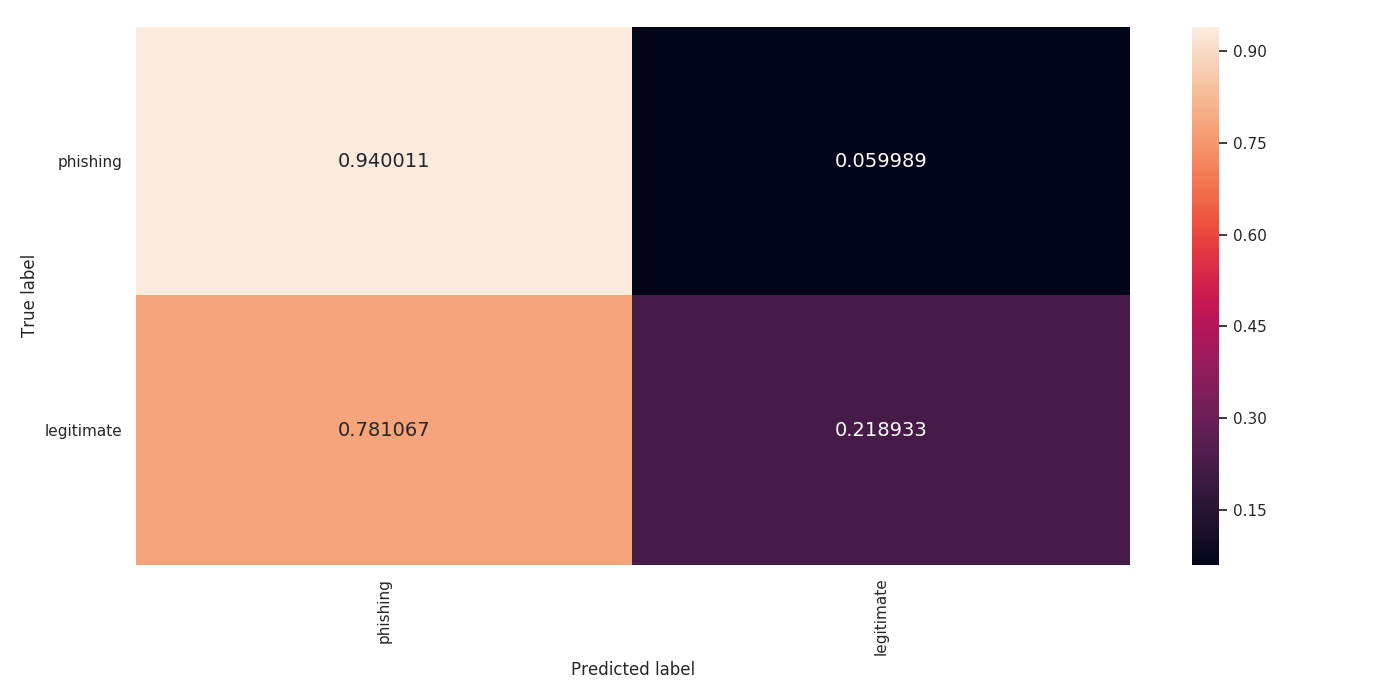 phishing
0.940011
0.059989
legitimate
0.781067
0.218933
True label
phishing
legitimate
Predicted label
0.90
0.75
0.60
0.45
0.30
0.15